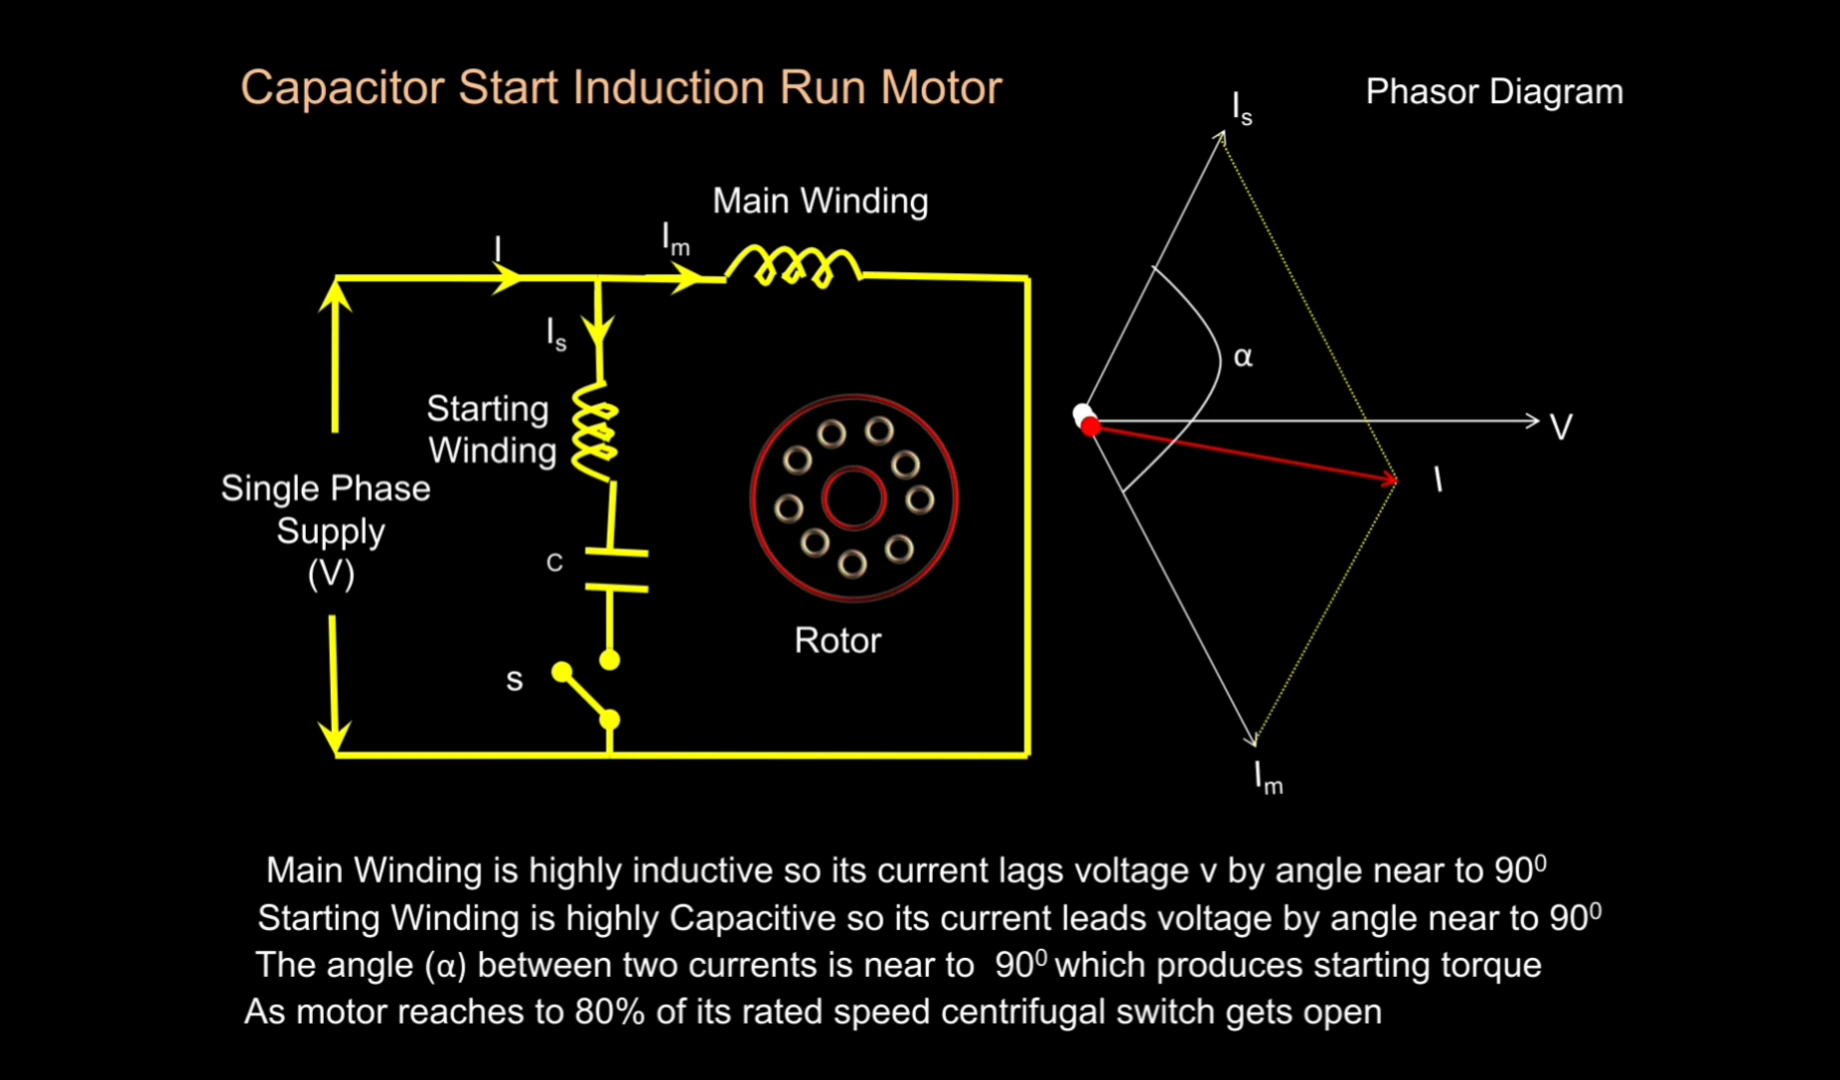 Capacitor Start Induction Run Motor
Phasor Diagram
Is
Main Winding
I
Im
Is
α
Starting
Winding
V
I
Single Phase
Supply
(V)
C
Rotor
S
Im
Main Winding is highly inductive so its current lags voltage v by angle near to 90⁰
Starting Winding is highly Capacitive so its current leads voltage by angle near to 90⁰
The angle (α) between two currents is near to 90⁰ which produces starting torque
As motor reaches to 80% of its rated speed centrifugal switch gets open